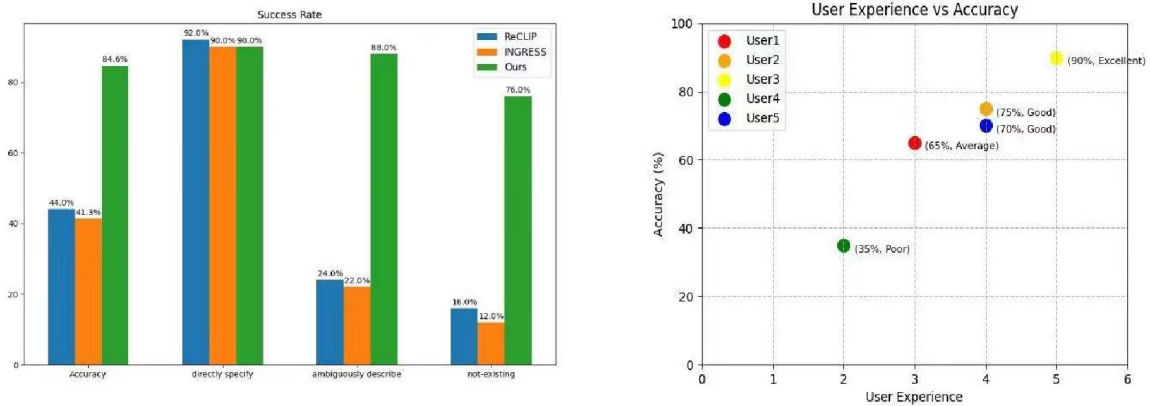 Success Rate
92.0%
90.0% 90.0%
88.0%
84.6%
76.0%
44.0%
41.3%
24.0%
22.0%
16.0%
12.0%
ReCLIP
INGRESS
Ours
80
60
40
20
0
Accuracy
directly specify
ambiguously describe
not-existing
User Experience vs Accuracy
User1
User2
User3
User4
User5
(90%, Excellent)
(75%, Good)
(70%, Good)
(65%, Average)
(35%, Poor)
Accuracy (%)
100
80
60
40
20
0
0 1 2 3 4 5 6
User Experience